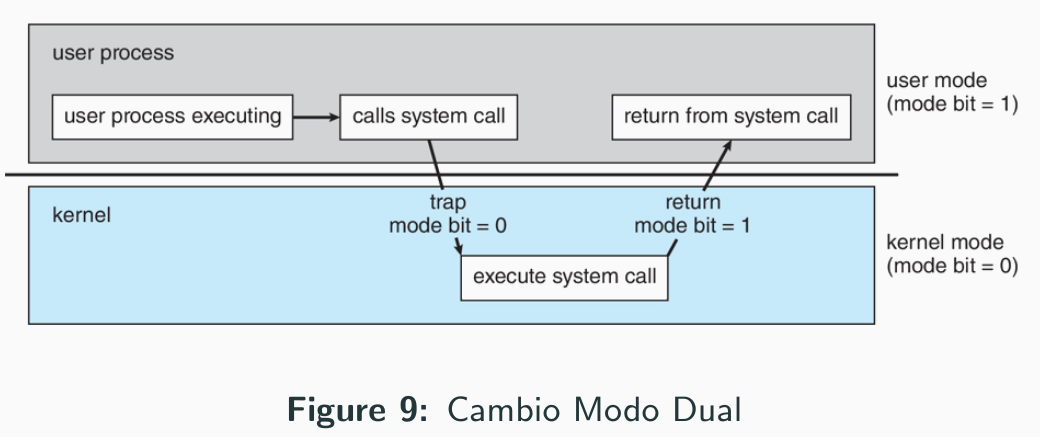 user process
user process executing
calls system call
return from system call
user mode
(mode bit = 1)
kernel
trap
mode bit = 0
return
mode bit = 1
execute system call
kernel mode
(mode bit = 0)
Figure 9: Cambio Modo Dual